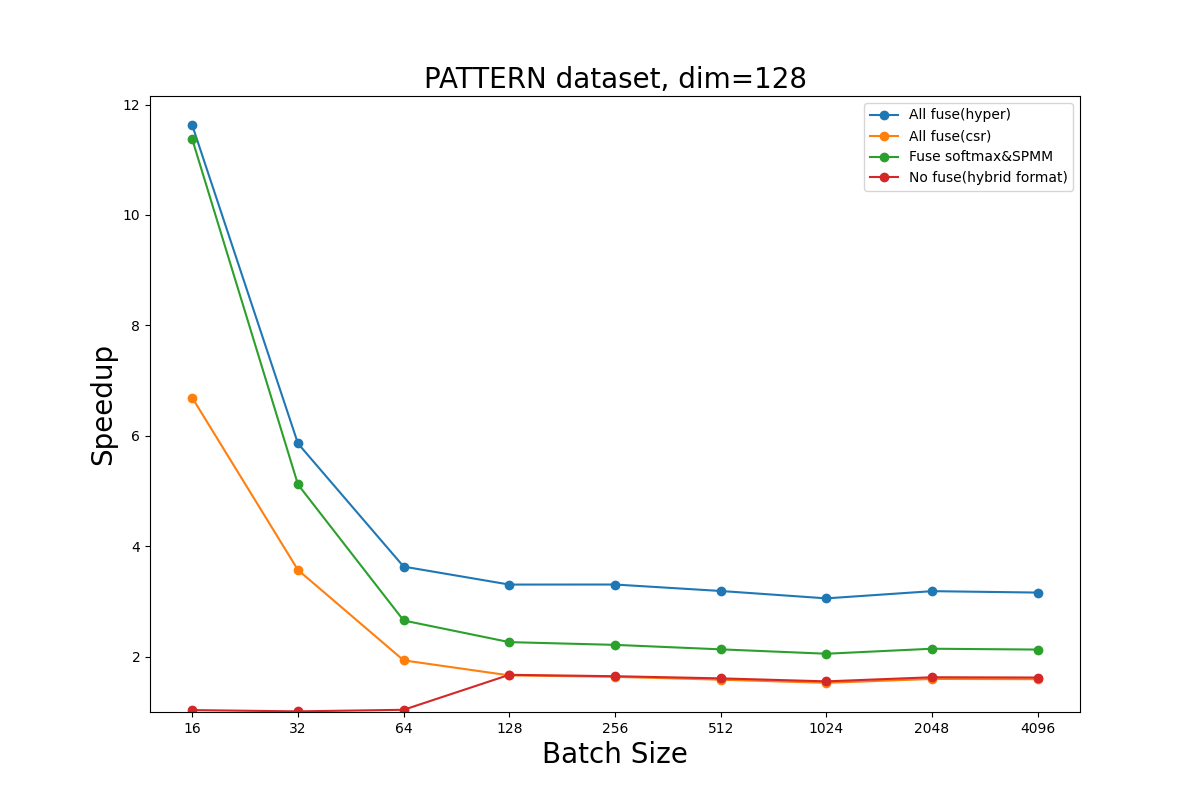 PATTERN dataset, dim=128
All fuse(hyper)
All fuse(csr)
Fuse softmax&SPMM
No fuse(hybrid format)
Speedup
12
10
8
6
4
2
16 32 64 128 256 512 1024 2048 4096
Batch Size